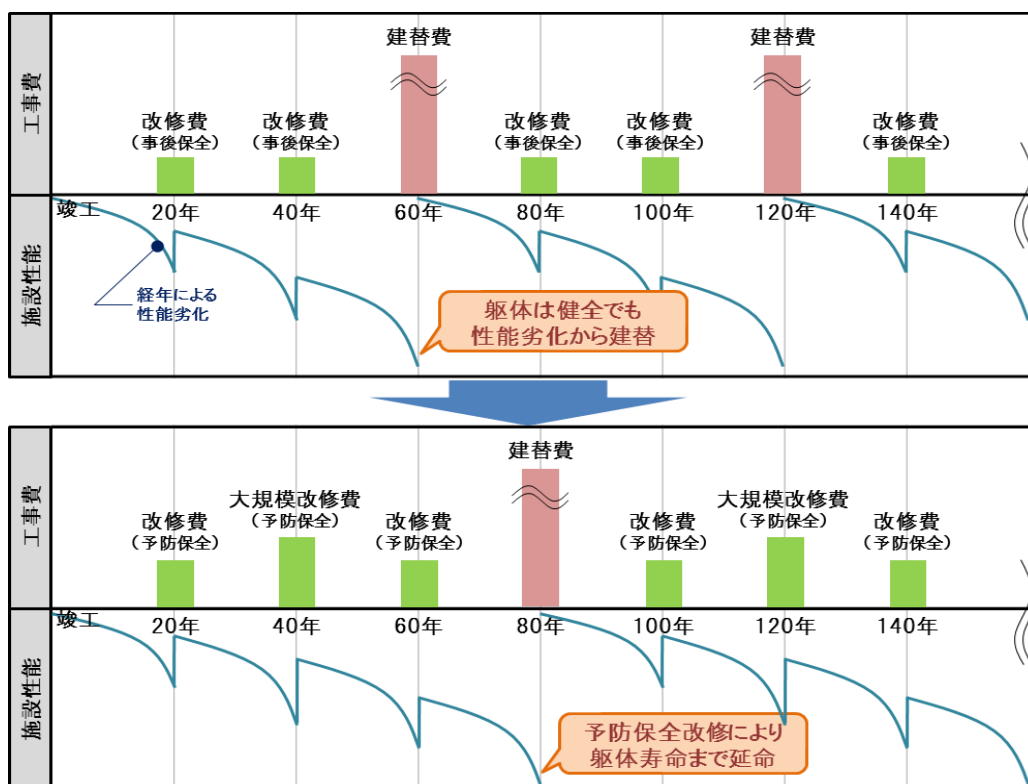 工事費
建替費
建替費
改修費
（事後保全）
改修費
（事後保全）
改修費
（事後保全）
改修費
（事後保全）
改修費
（事後保全）
施設性能
竣工
20年
40年
60年
80年
100年
120年
140年
経年による
性能劣化
躯体は健全でも
性能劣化から建替
工事費
建替費
改修費
（予防保全）
大規模改修費
（予防保全）
改修費
（予防保全）
改修費
（予防保全）
大規模改修費
（予防保全）
改修費
（予防保全）
施設性能
竣工
20年
40年
60年
80年
100年
120年
140年
予防保全改修により
躯体寿命まで延命